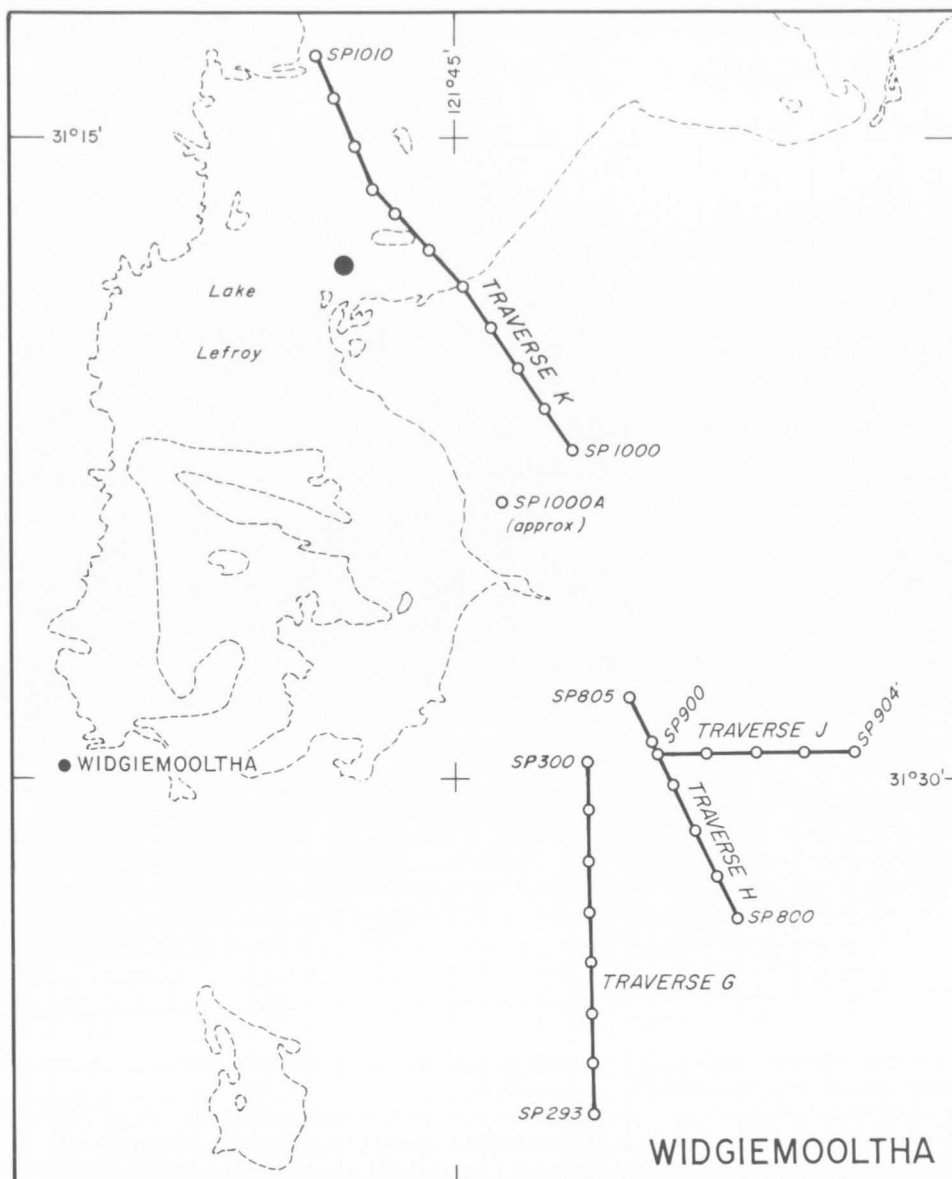 SP1010
121°45'
31°15'
Lake
Lefroy
TRAVERSE K
SP1000
SP1000A
(approx)
SP805
SP900
TRAVERSE J
SP904'
WIDGIEMOOLTHA
SP300
31°30'
TRAVERSE H
SP800
TRAVERSE G
SP293
WIDGIEMOOLTHA